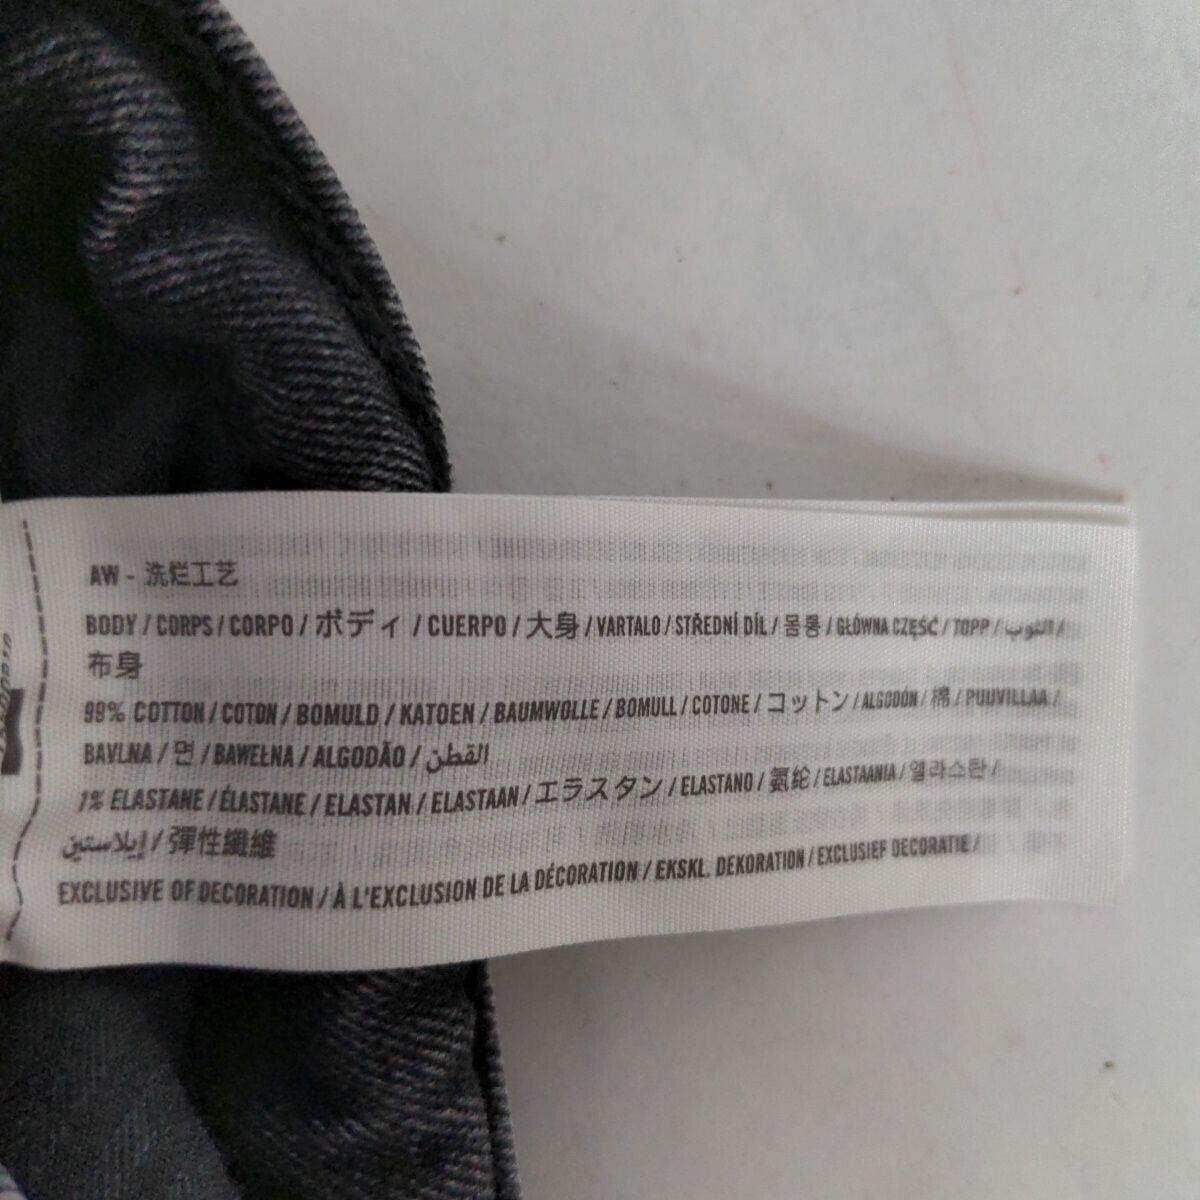 AW - 洗烂工艺
BODY / CORPS / CORPO / ボディ / CUERPO / 大身 / VARTALO / STŘEDNÍ DÍL / 몸통 / GŁÓWNA CZĘŚĆ / TOPP / الثوب /
布身
99% COTTON / COTON / BOMULD / KATOEN / BAUMWOLLE / BOMULL / COTONE / コットン / ALGODÓN / 棉 / PUUVILLAA /
BAVLNA / 면 / BAWEŁNA / ALGODÃO / القطن
1% ELASTANE / ÉLASTANE / ELASTAN / ELASTAAN / エラスタン / ELASTANO / 氨纶 / ELASTAANIA / 엘라스탄 /
إيلاستين / 彈性纖維
EXCLUSIVE OF DECORATION / À L'EXCLUSION DE LA DÉCORATION / EKSKL. DEKORATION / EXCLUSIEF DECORATIE /